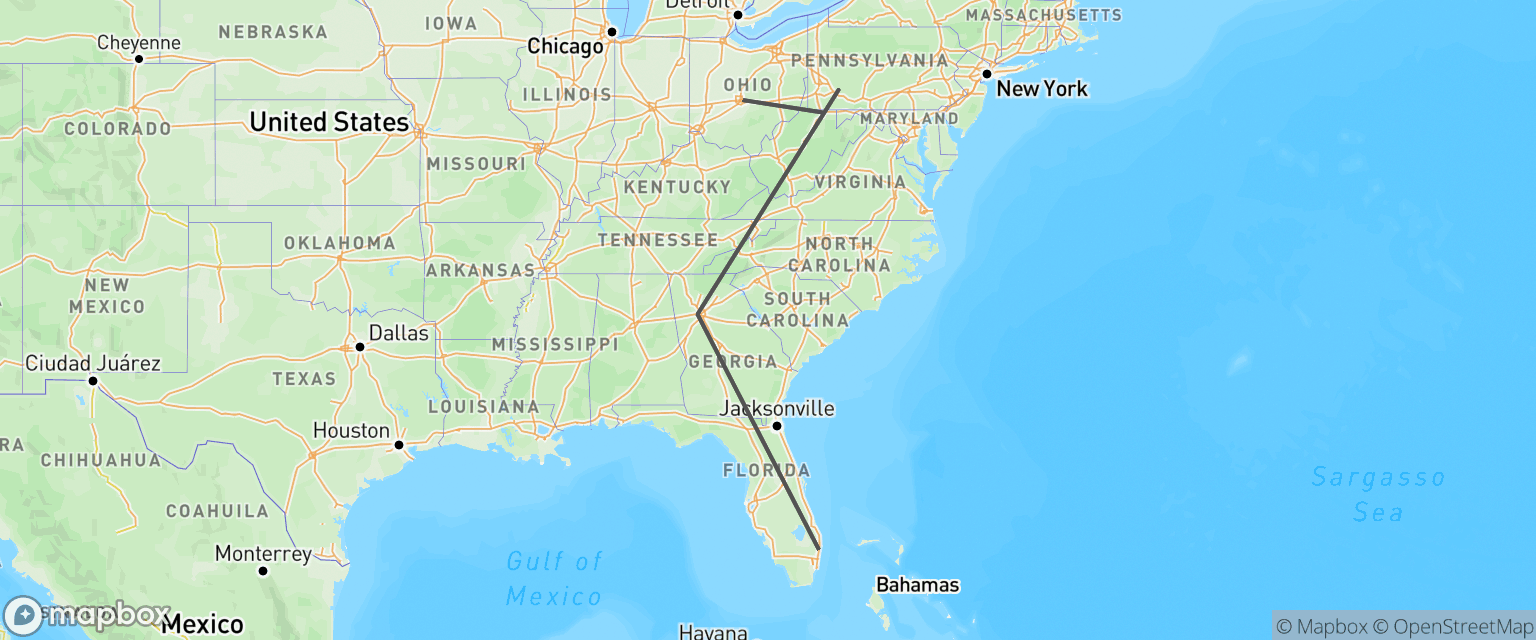 Detroit
MASSACHUSETTS
IOWA
NEBRASKA
Cheyenne
Chicago
PENNSYLVANIA
OHIO
New York
ILLINOIS
United States
COLORADO
MARYLAND
MISSOURI
KENTUCKY
VIRGINIA
TENNESSEE
OKLAHOMA
NORTH
CAROLINA
ARKANSAS
NEW
MEXICO
SOUTH
CAROLINA
Dallas
MISSISSIPPI
Ciudad Juárez
GEORGIA
TEXAS
LOUISIANA
Jacksonville
Houston
RA
CHIHUAHUA
FLORIDA
Sargasso
Sea
COAHUILA
Monterrey
Gulf of
Mexico
Bahamas
mapbox
Mexico
Havana
© Mapbox © OpenStreetMap